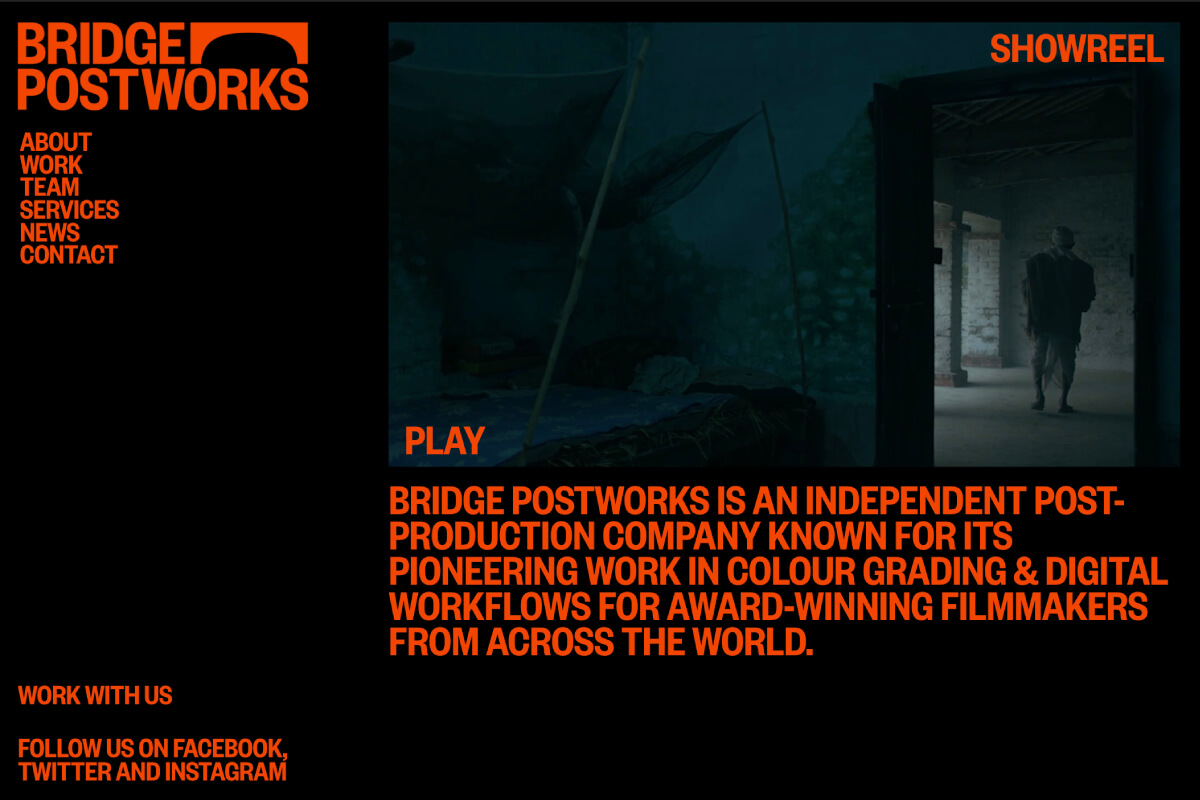 BRIDGE
POSTWORKS
ABOUT
WORK
TEAM
SERVICES
NEWS
CONTACT
SHOWREEL
PLAY
BRIDGE POSTWORKS IS AN INDEPENDENT POST-
PRODUCTION COMPANY KNOWN FOR ITS
PIONEERING WORK IN COLOUR GRADING & DIGITAL
WORKFLOWS FOR AWARD-WINNING FILMMAKERS
FROM ACROSS THE WORLD.
WORK WITH US
FOLLOW US ON FACEBOOK,
TWITTER AND INSTAGRAM